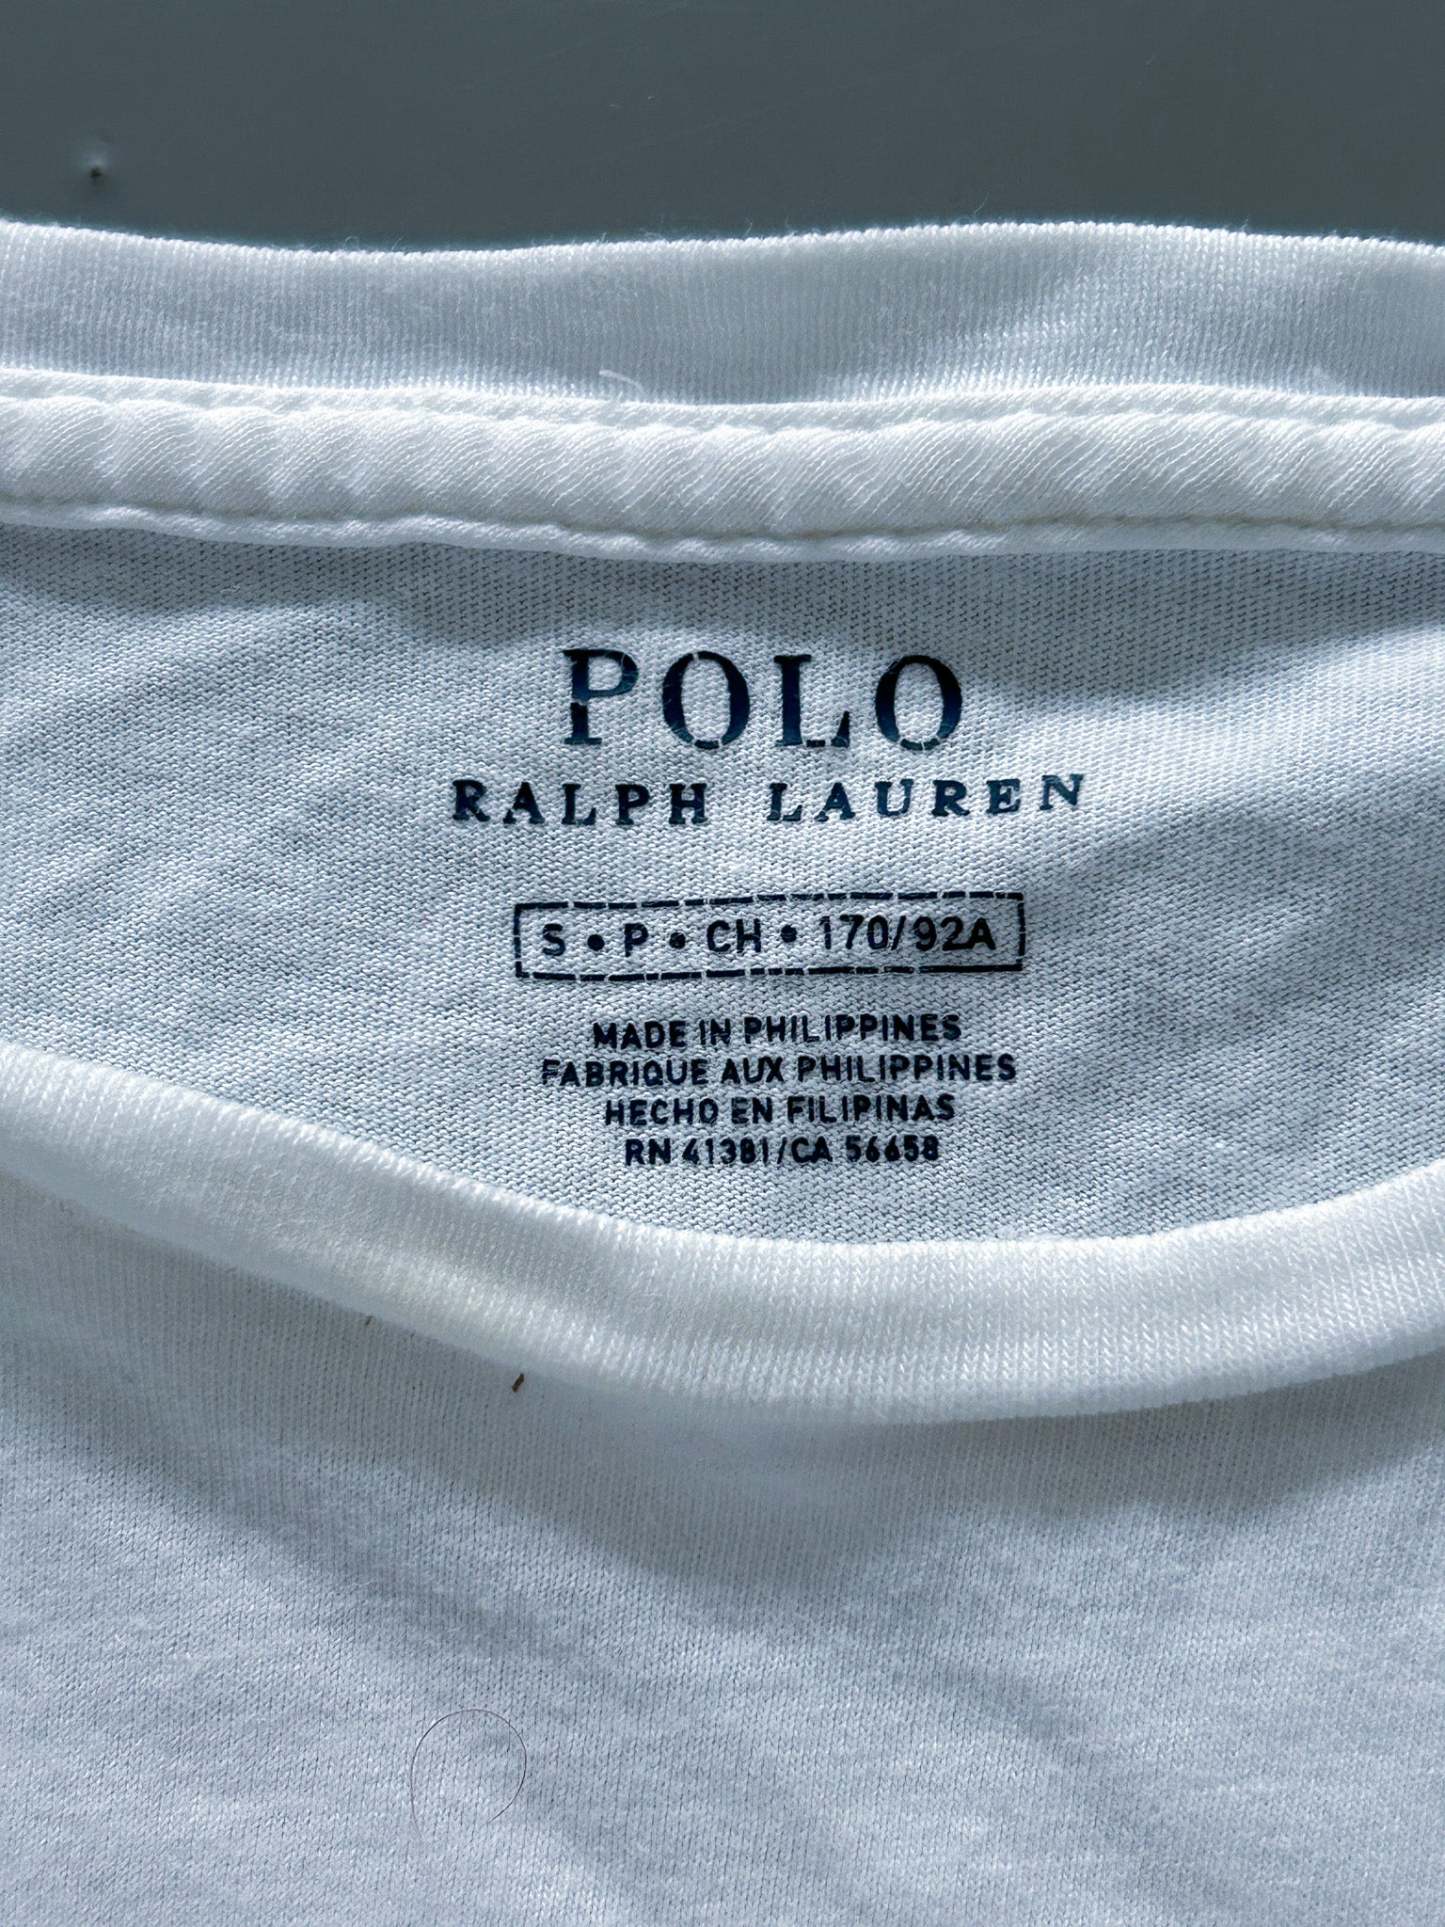 POLO
RALPH LAUREN
S • P • CH • 170/92A
MADE IN PHILIPPINES
FABRIQUE AUX PHILIPPINES
HECHO EN FILIPINAS
RN 41381/CA 56658